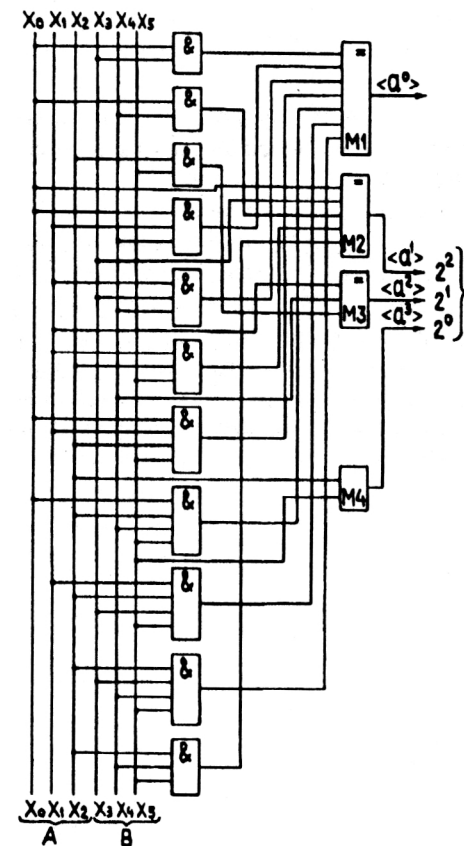 X₀ X₁ X₂ X₃ X₄ X₅
&
=
<a⁰>
M1
&
&
=
&
M2
<a¹>
2²
&
=
<a²>
2¹
M3
<a³>
2⁰
&
&
M4
&
&
&
&
X₀ X₁ X₂ X₃ X₄ X₅
A B